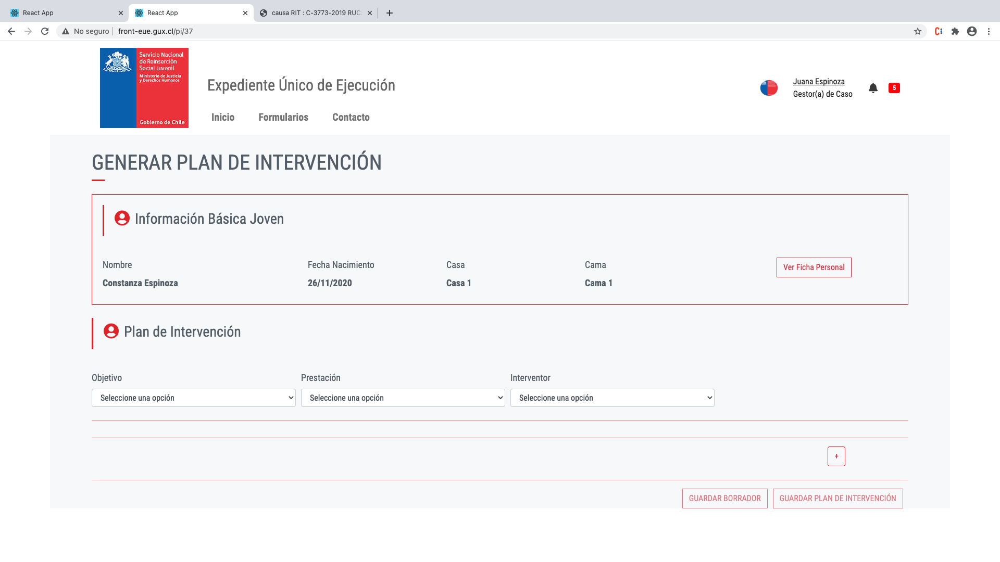 React App
React App
causa RIT : C-3773-2019 RUC:
No seguro
front-eue.gux.cl/pi/37
Servicio Nacional
de Reinserción
Social Juvenil
Ministerio de Justicia
y Derechos Humanos
Gobierno de Chile
Expediente Único de Ejecución
Inicio Formularios Contacto
Juana Espinoza
Gestor(a) de Caso
5
GENERAR PLAN DE INTERVENCIÓN
Información Básica Joven
Nombre Fecha Nacimiento Casa Cama
Constanza Espinoza 26/11/2020 Casa 1 Cama 1
Ver Ficha Personal
Plan de Intervención
Objetivo Prestación Interventor
Seleccione una opción Seleccione una opción Seleccione una opción
+
GUARDAR BORRADOR GUARDAR PLAN DE INTERVENCIÓN